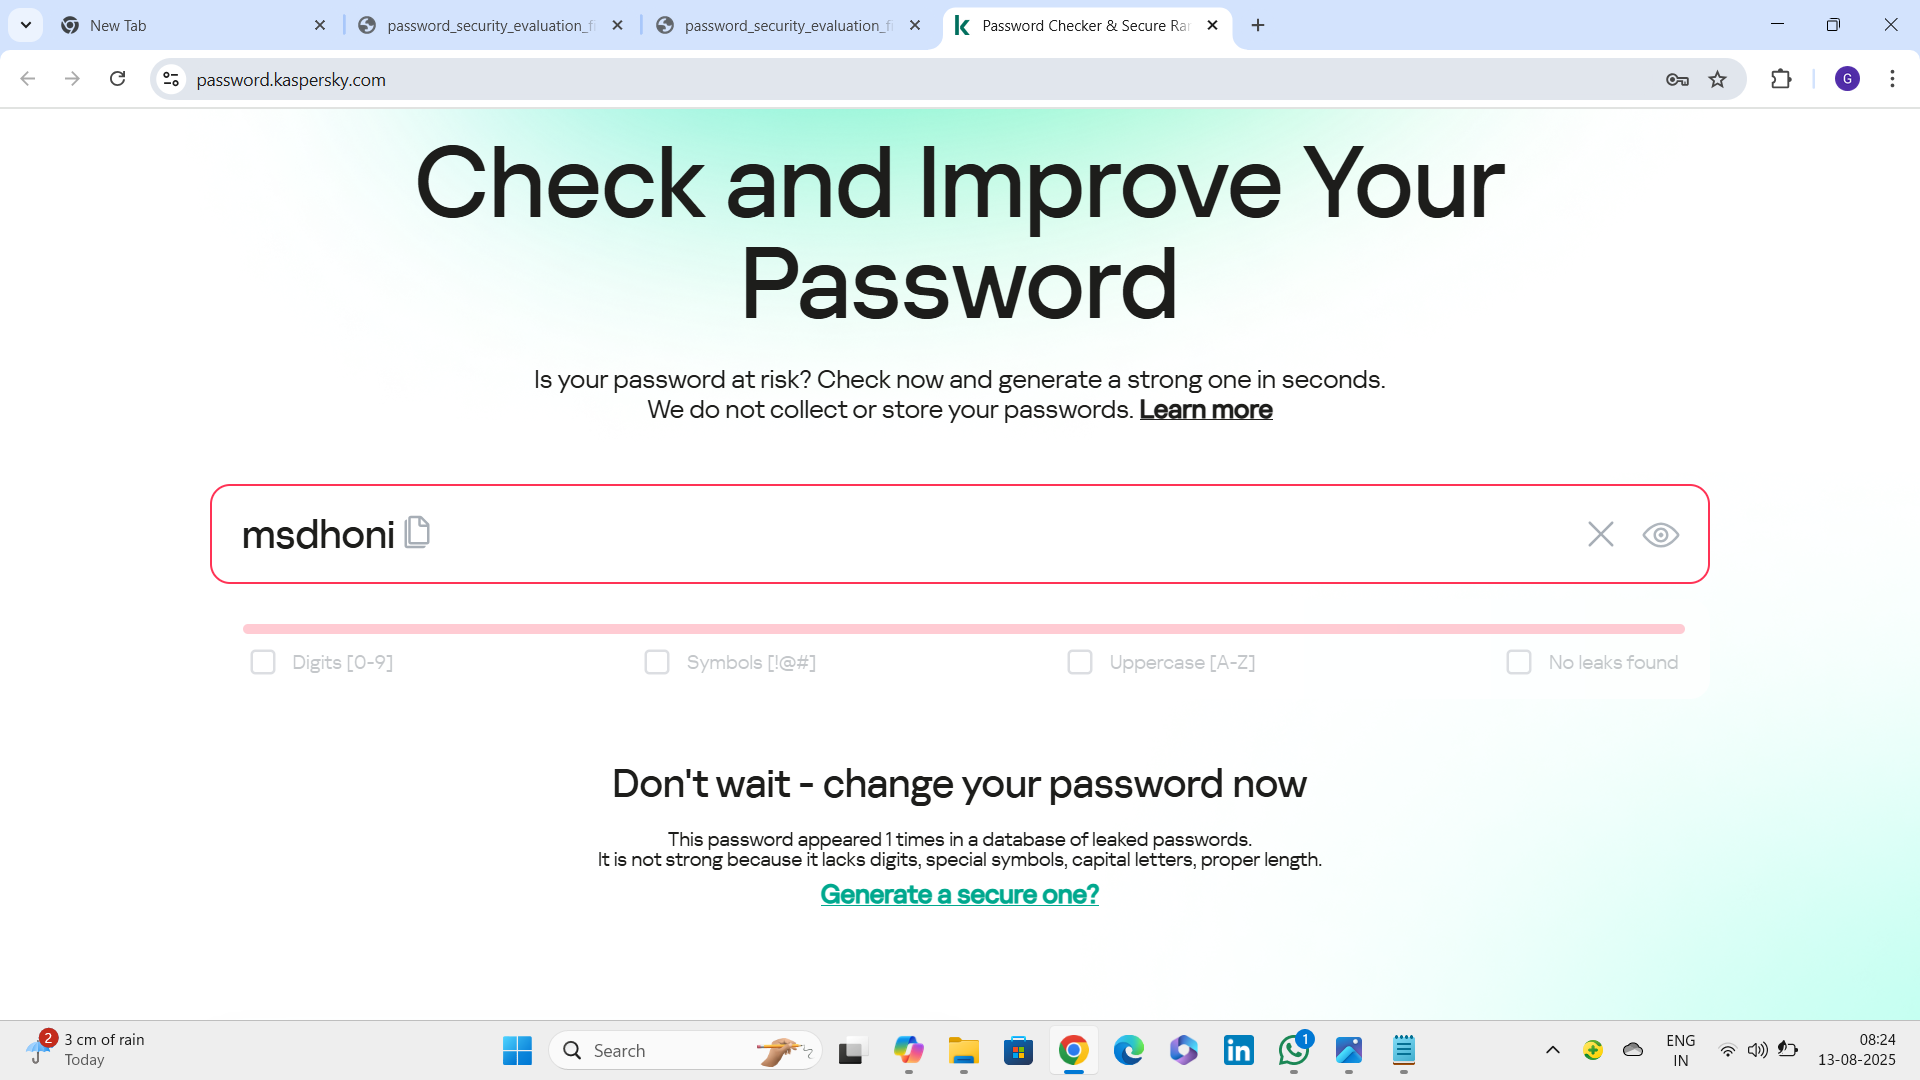 New Tab
password_security_evaluation_fi
password_security_evaluation_fi
Password Checker & Secure Ran
password.kaspersky.com
G
Check and Improve Your
Password
Is your password at risk? Check now and generate a strong one in seconds.
We do not collect or store your passwords. Learn more
msdhoni
Digits [0-9]
Symbols [!@#]
Uppercase [A-Z]
No leaks found
Don't wait - change your password now
This password appeared 1 times in a database of leaked passwords.
It is not strong because it lacks digits, special symbols, capital letters, proper length.
Generate a secure one?
2
3 cm of rain
Today
Search
1
ENG
IN
08:24
13-08-2025